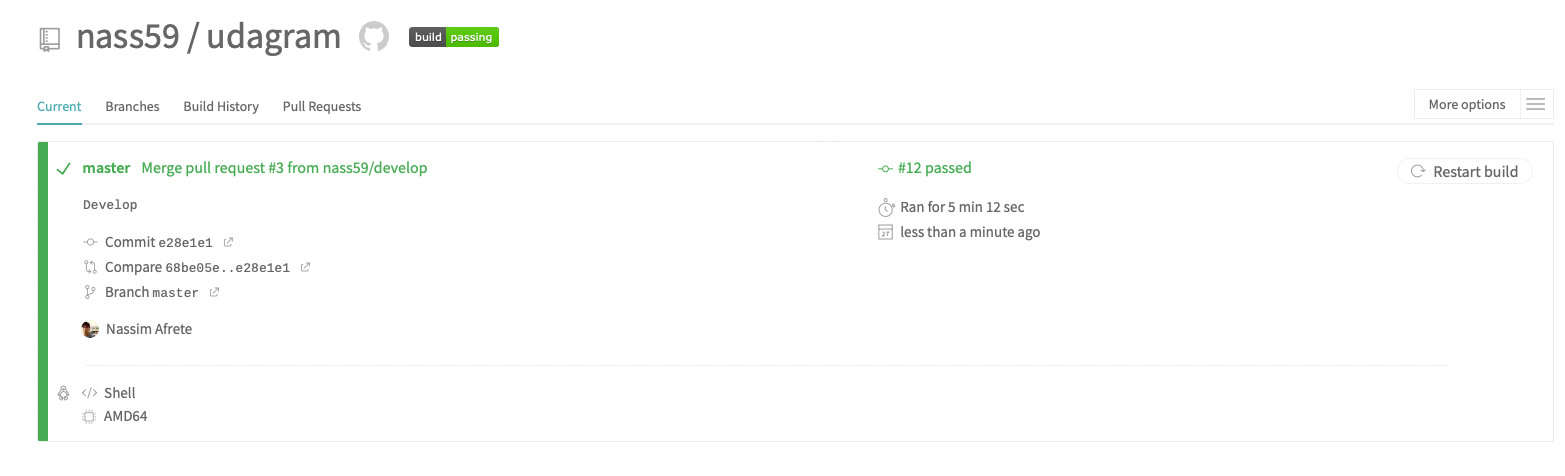 nass59 / udagram build passing
Current Branches Build History Pull Requests More options
master Merge pull request #3 from nass59/develop #12 passed Restart build
Develop Ran for 5 min 12 sec
27 less than a minute ago
Commit e28e1e1
Compare 68be05e..e28e1e1
Branch master
Nassim Afrete
</> Shell
AMD64